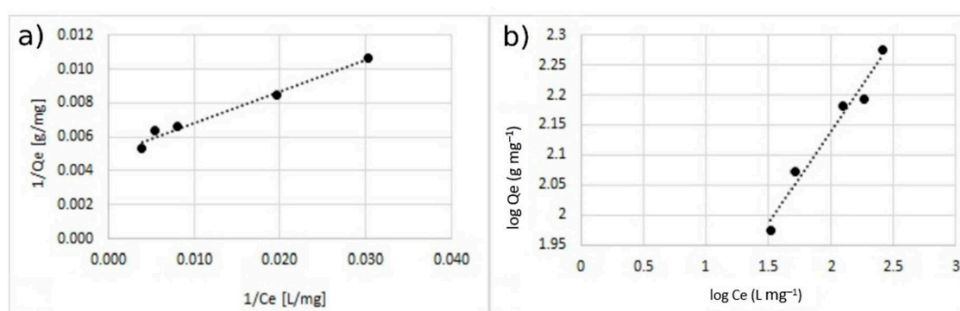 a)
0.012
0.010
0.008
0.006
0.004
0.002
0.000
1/Qe [g/mg]
0.000 0.010 0.020 0.030 0.040
1/Ce [L/mg]
b)
2.3
2.25
2.2
2.15
2.1
2.05
2
1.95
log Qe (g mg⁻¹)
0 0.5 1 1.5 2 2.5 3
log Ce (L mg⁻¹)